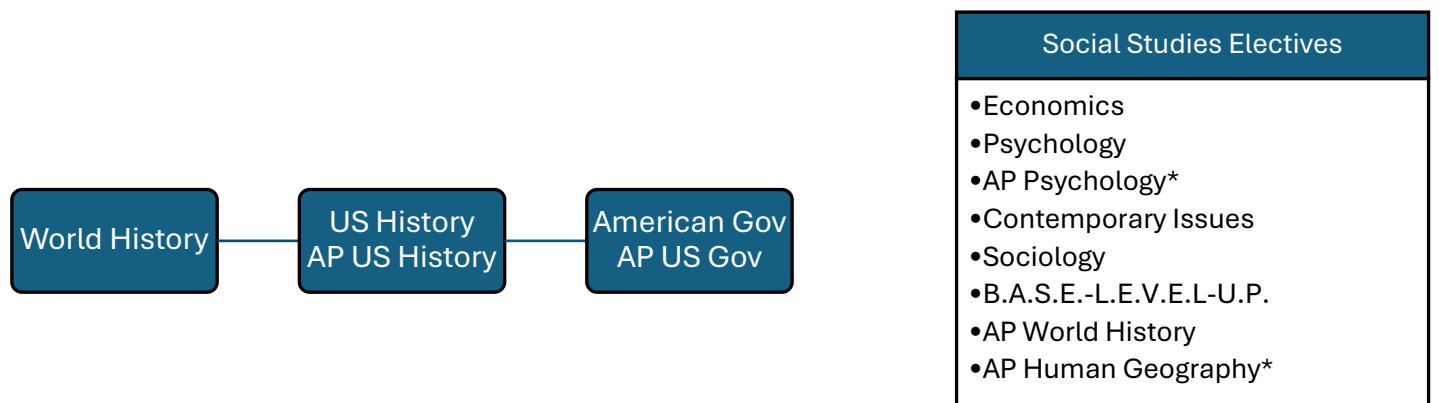 World History
US History
AP US History
American Gov
AP US Gov
Social Studies Electives
•Economics
•Psychology
•AP Psychology*
•Contemporary Issues
•Sociology
•B.A.S.E.-L.E.V.E.L-U.P.
•AP World History
•AP Human Geography*